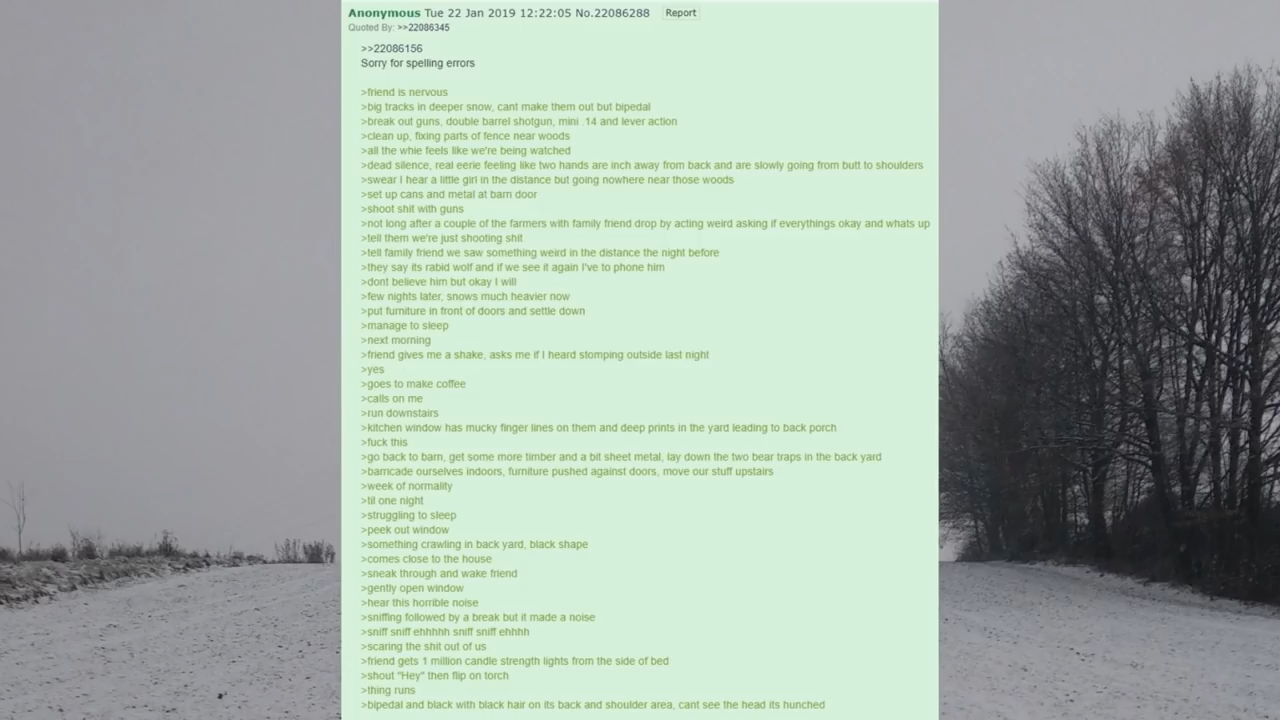 Anonymous Tue 22 Jan 2019 12:22:05 No.22086288 Report
Quoted By: >>22086345
>>22086156
Sorry for spelling errors
>friend is nervous
>big tracks in deeper snow, cant make them out but bipedal
>break out guns, double barrel shotgun, mini .14 and lever action
>clean up, fixing parts of fence near woods
>all the whie feels like we're being watched
>dead silence, real eerie feeling like two hands are inch away from back and are slowly going from butt to shoulders
>swear I hear a little girl in the distance but going nowhere near those woods
>set up cans and metal at barn door
>shoot shit with guns
>not long after a couple of the farmers with family friend drop by acting weird asking if everythings okay and whats up
>tell them we're just shooting shit
>tell family friend we saw something weird in the distance the night before
>they say its rabid wolf and if we see it again I've to phone him
>dont believe him but okay I will
>few nights later, snows much heavier now
>put furniture in front of doors and settle down
>manage to sleep
>next morning
>friend gives me a shake, asks me if I heard stomping outside last night
>yes
>goes to make coffee
>calls on me
>run downstairs
>kitchen window has mucky finger lines on them and deep prints in the yard leading to back porch
>fuck this
>go back to barn, get some more timber and a bit sheet metal, lay down the two bear traps in the back yard
>barricade ourselves indoors, furniture pushed against doors, move our stuff upstairs
>week of normality
>til one night
>struggling to sleep
>peek out window
>something crawling in back yard, black shape
>comes close to the house
>sneak through and wake friend
>gently open window
>hear this horrible noise
>sniffing followed by a break but it made a noise
>sniff sniff ehhhhh sniff sniff ehhhh
>scaring the shit out of us
>friend gets 1 million candle strength lights from the side of bed
>shout "Hey" then flip on torch
>thing runs
>bipedal and black with black hair on its back and shoulder area, cant see the head its hunched